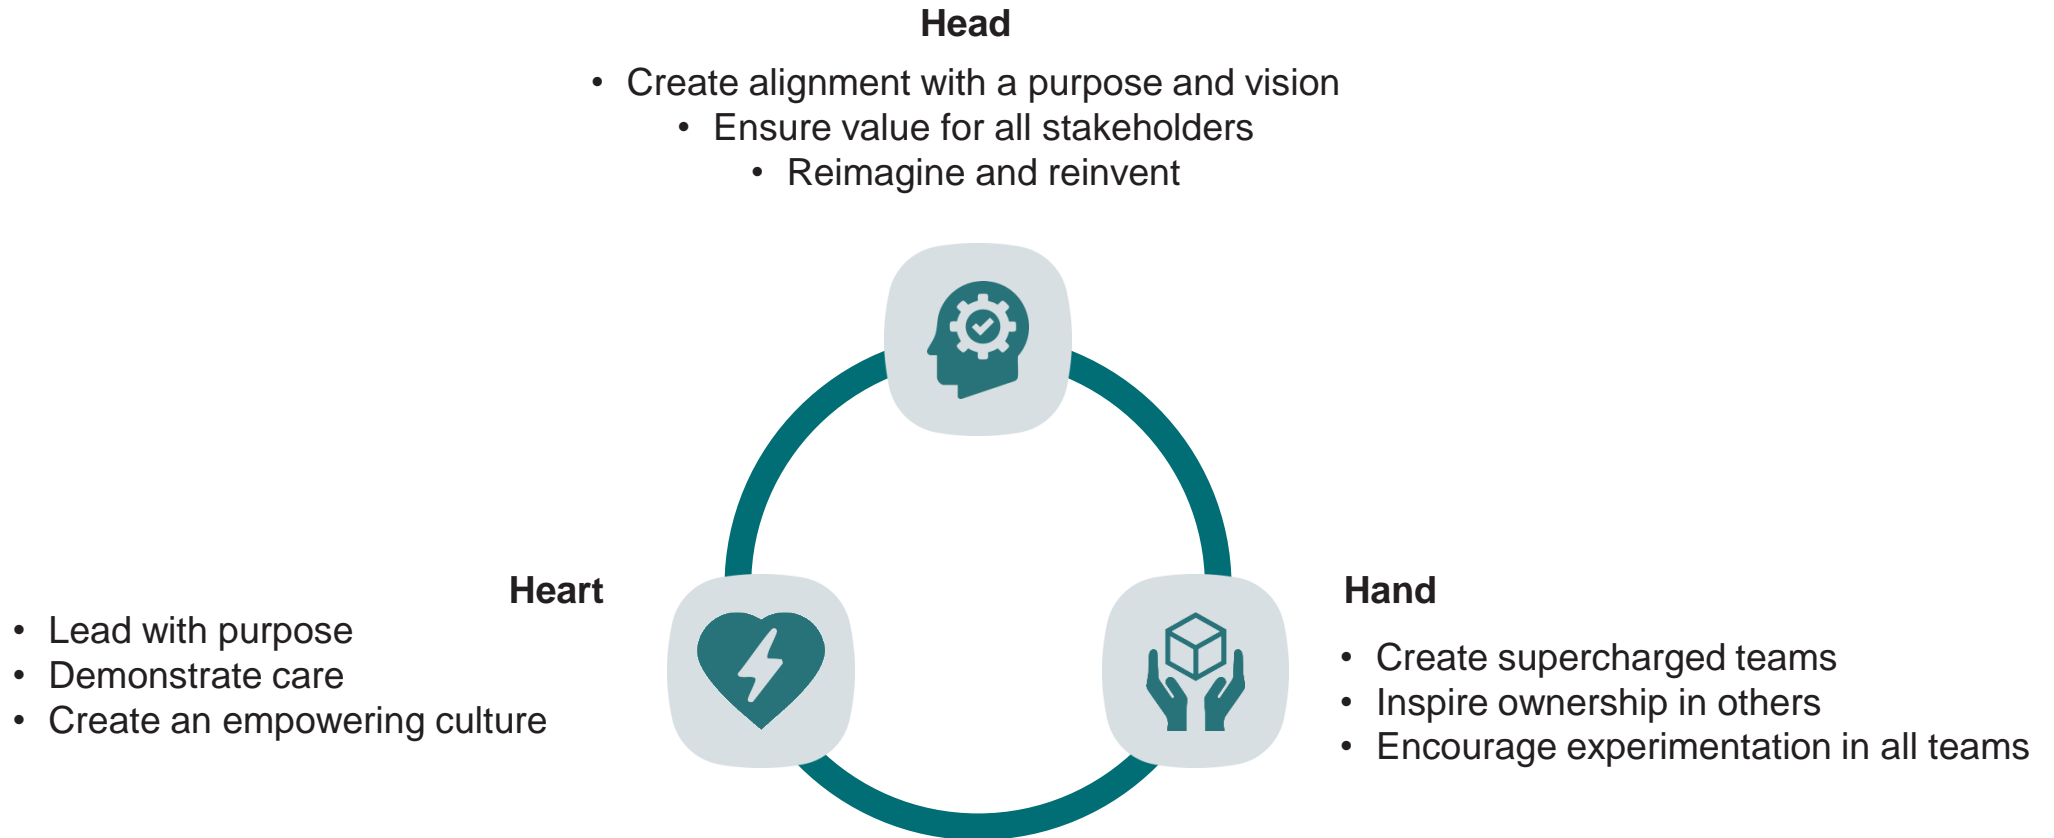 Head
• Create alignment with a purpose and vision
• Ensure value for all stakeholders
• Reimagine and reinvent
Heart
• Lead with purpose
• Demonstrate care
• Create an empowering culture
Hand
• Create supercharged teams
• Inspire ownership in others
• Encourage experimentation in all teams